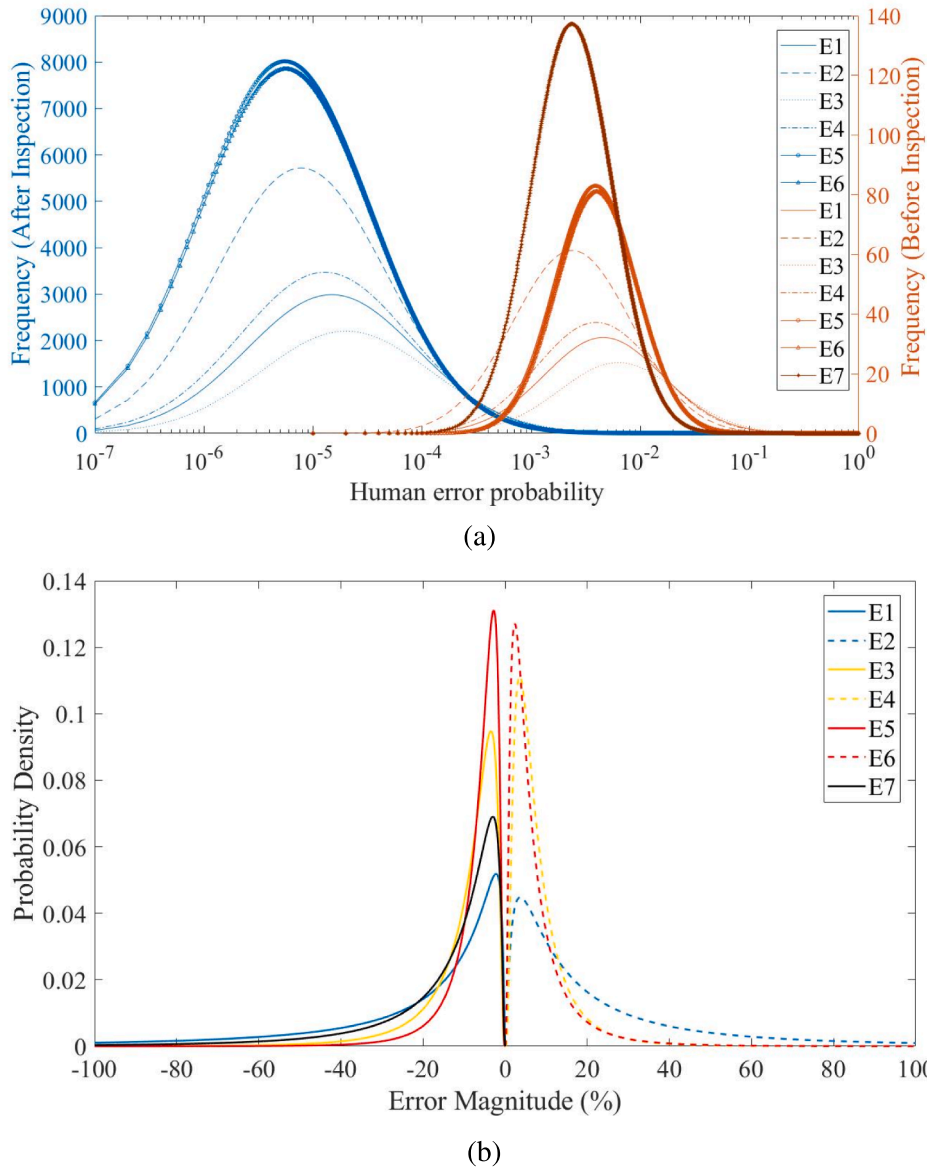 9000
8000
7000
6000
5000
4000
3000
2000
1000
0
Frequency (After Inspection)
140
120
100
80
60
40
20
0
Frequency (Before Inspection)
E1
E2
E3
E4
E5
E6
E1
E2
E3
E4
E5
E6
E7
10-7 10-6 10-5 10-4 10-3 10-2 10-1 100
Human error probability
(a)
0.14
0.12
0.1
0.08
0.06
0.04
0.02
0
Probability Density
E1
E2
E3
E4
E5
E6
E7
-100 -80 -60 -40 -20 0 20 40 60 80 100
Error Magnitude (%)
(b)